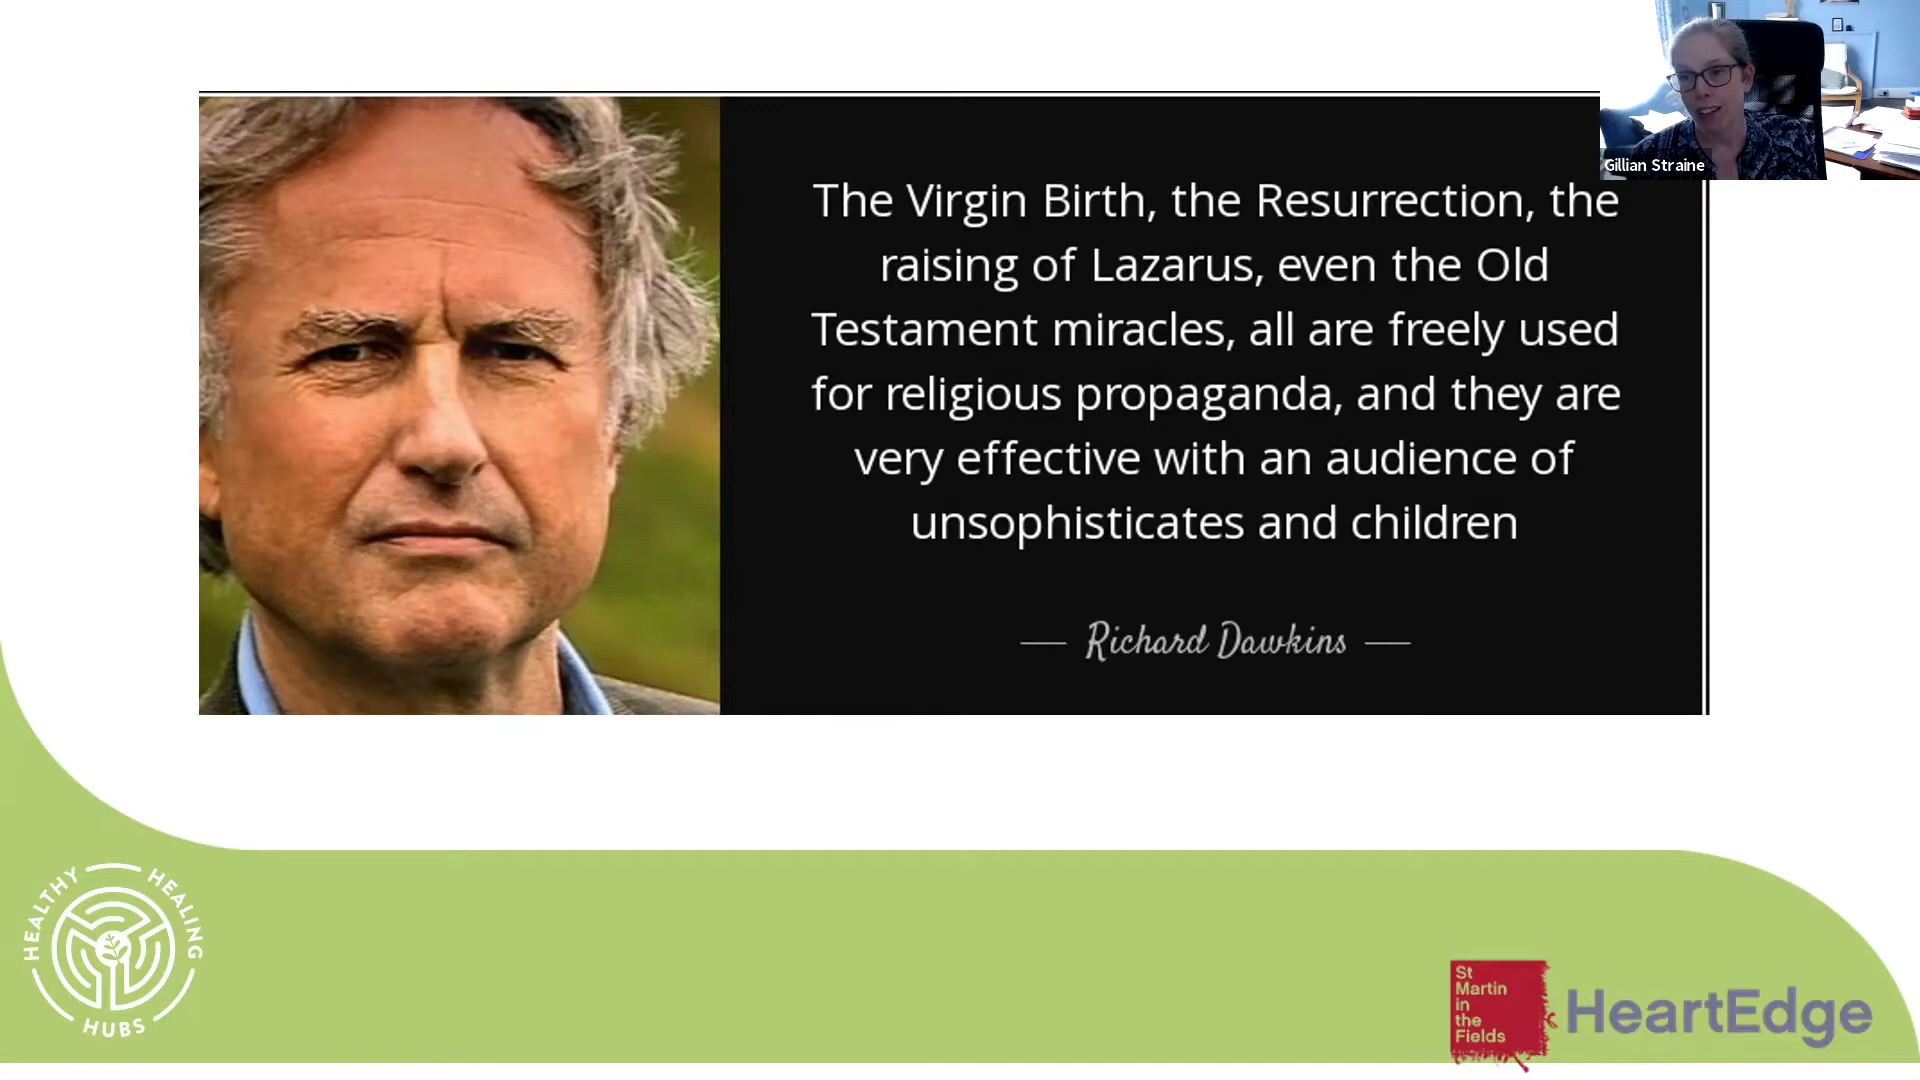 Gillian Straine
The Virgin Birth, the Resurrection, the
raising of Lazarus, even the Old
Testament miracles, all are freely used
for religious propaganda, and they are
very effective with an audience of
unsophisticates and children
Richard Dawkins
HEALTHY HEALING
HUBS
St
Martin
in
the
Fields
HeartEdge